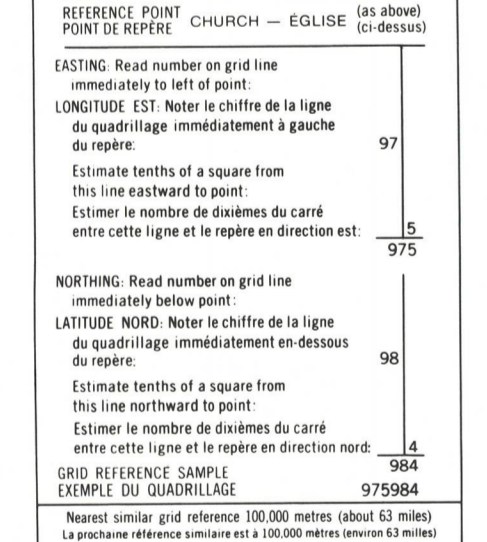 REFERENCE POINT CHURCH — ÉGLISE (as above)
POINT DE REPÈRE (ci-dessus)
EASTING: Read number on grid line
immediately to left of point:
LONGITUDE EST: Noter le chiffre de la ligne
du quadrillage immédiatement à gauche
du repère: 97
Estimate tenths of a square from
this line eastward to point:
Estimer le nombre de dixièmes du carré
entre cette ligne et le repère en direction est: 5
975
NORTHING: Read number on grid line
immediately below point:
LATITUDE NORD: Noter le chiffre de la ligne
du quadrillage immédiatement en-dessous
du repère: 98
Estimate tenths of a square from
this line northward to point:
Estimer le nombre de dixièmes du carré
entre cette ligne et le repère en direction nord: 4
984
GRID REFERENCE SAMPLE
EXEMPLE DU QUADRILLAGE 975984
Nearest similar grid reference 100,000 metres (about 63 miles)
La prochaine référence similaire est à 100,000 mètres (environ 63 milles)